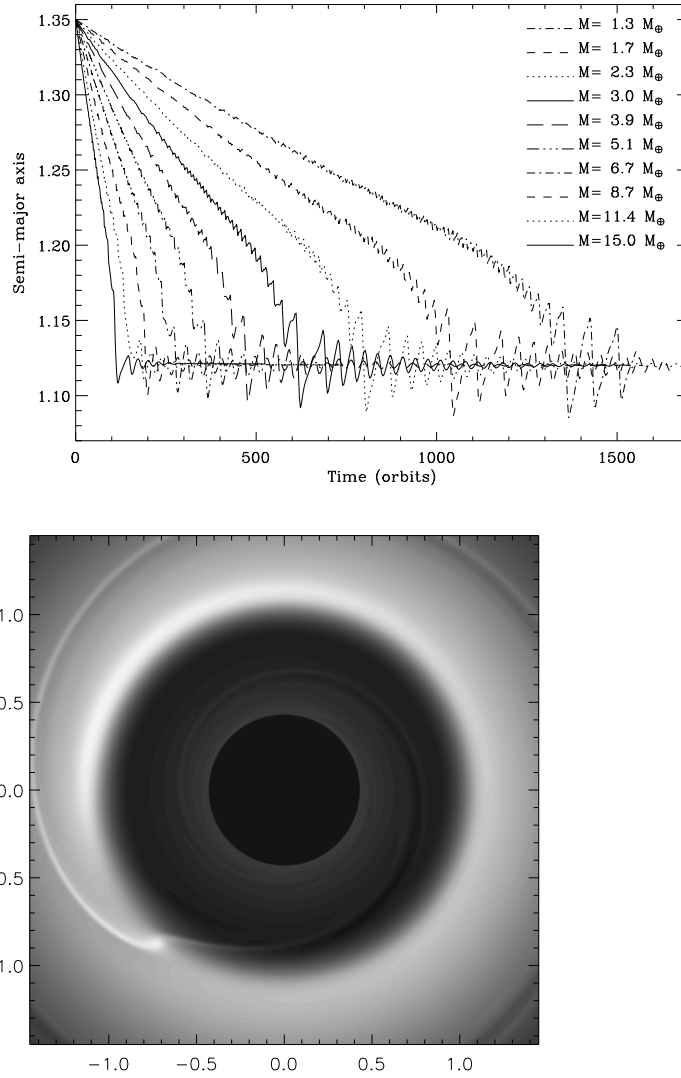 1.35
1.30
1.25
1.20
1.15
1.10
Semi-major axis
M= 1.3 M⊕
M= 1.7 M⊕
M= 2.3 M⊕
M= 3.0 M⊕
M= 3.9 M⊕
M= 5.1 M⊕
M= 6.7 M⊕
M= 8.7 M⊕
M=11.4 M⊕
M=15.0 M⊕
0 500 1000 1500
Time (orbits)
1.0
0.5
0.0
0.5
1.0
-1.0 -0.5 0.0 0.5 1.0